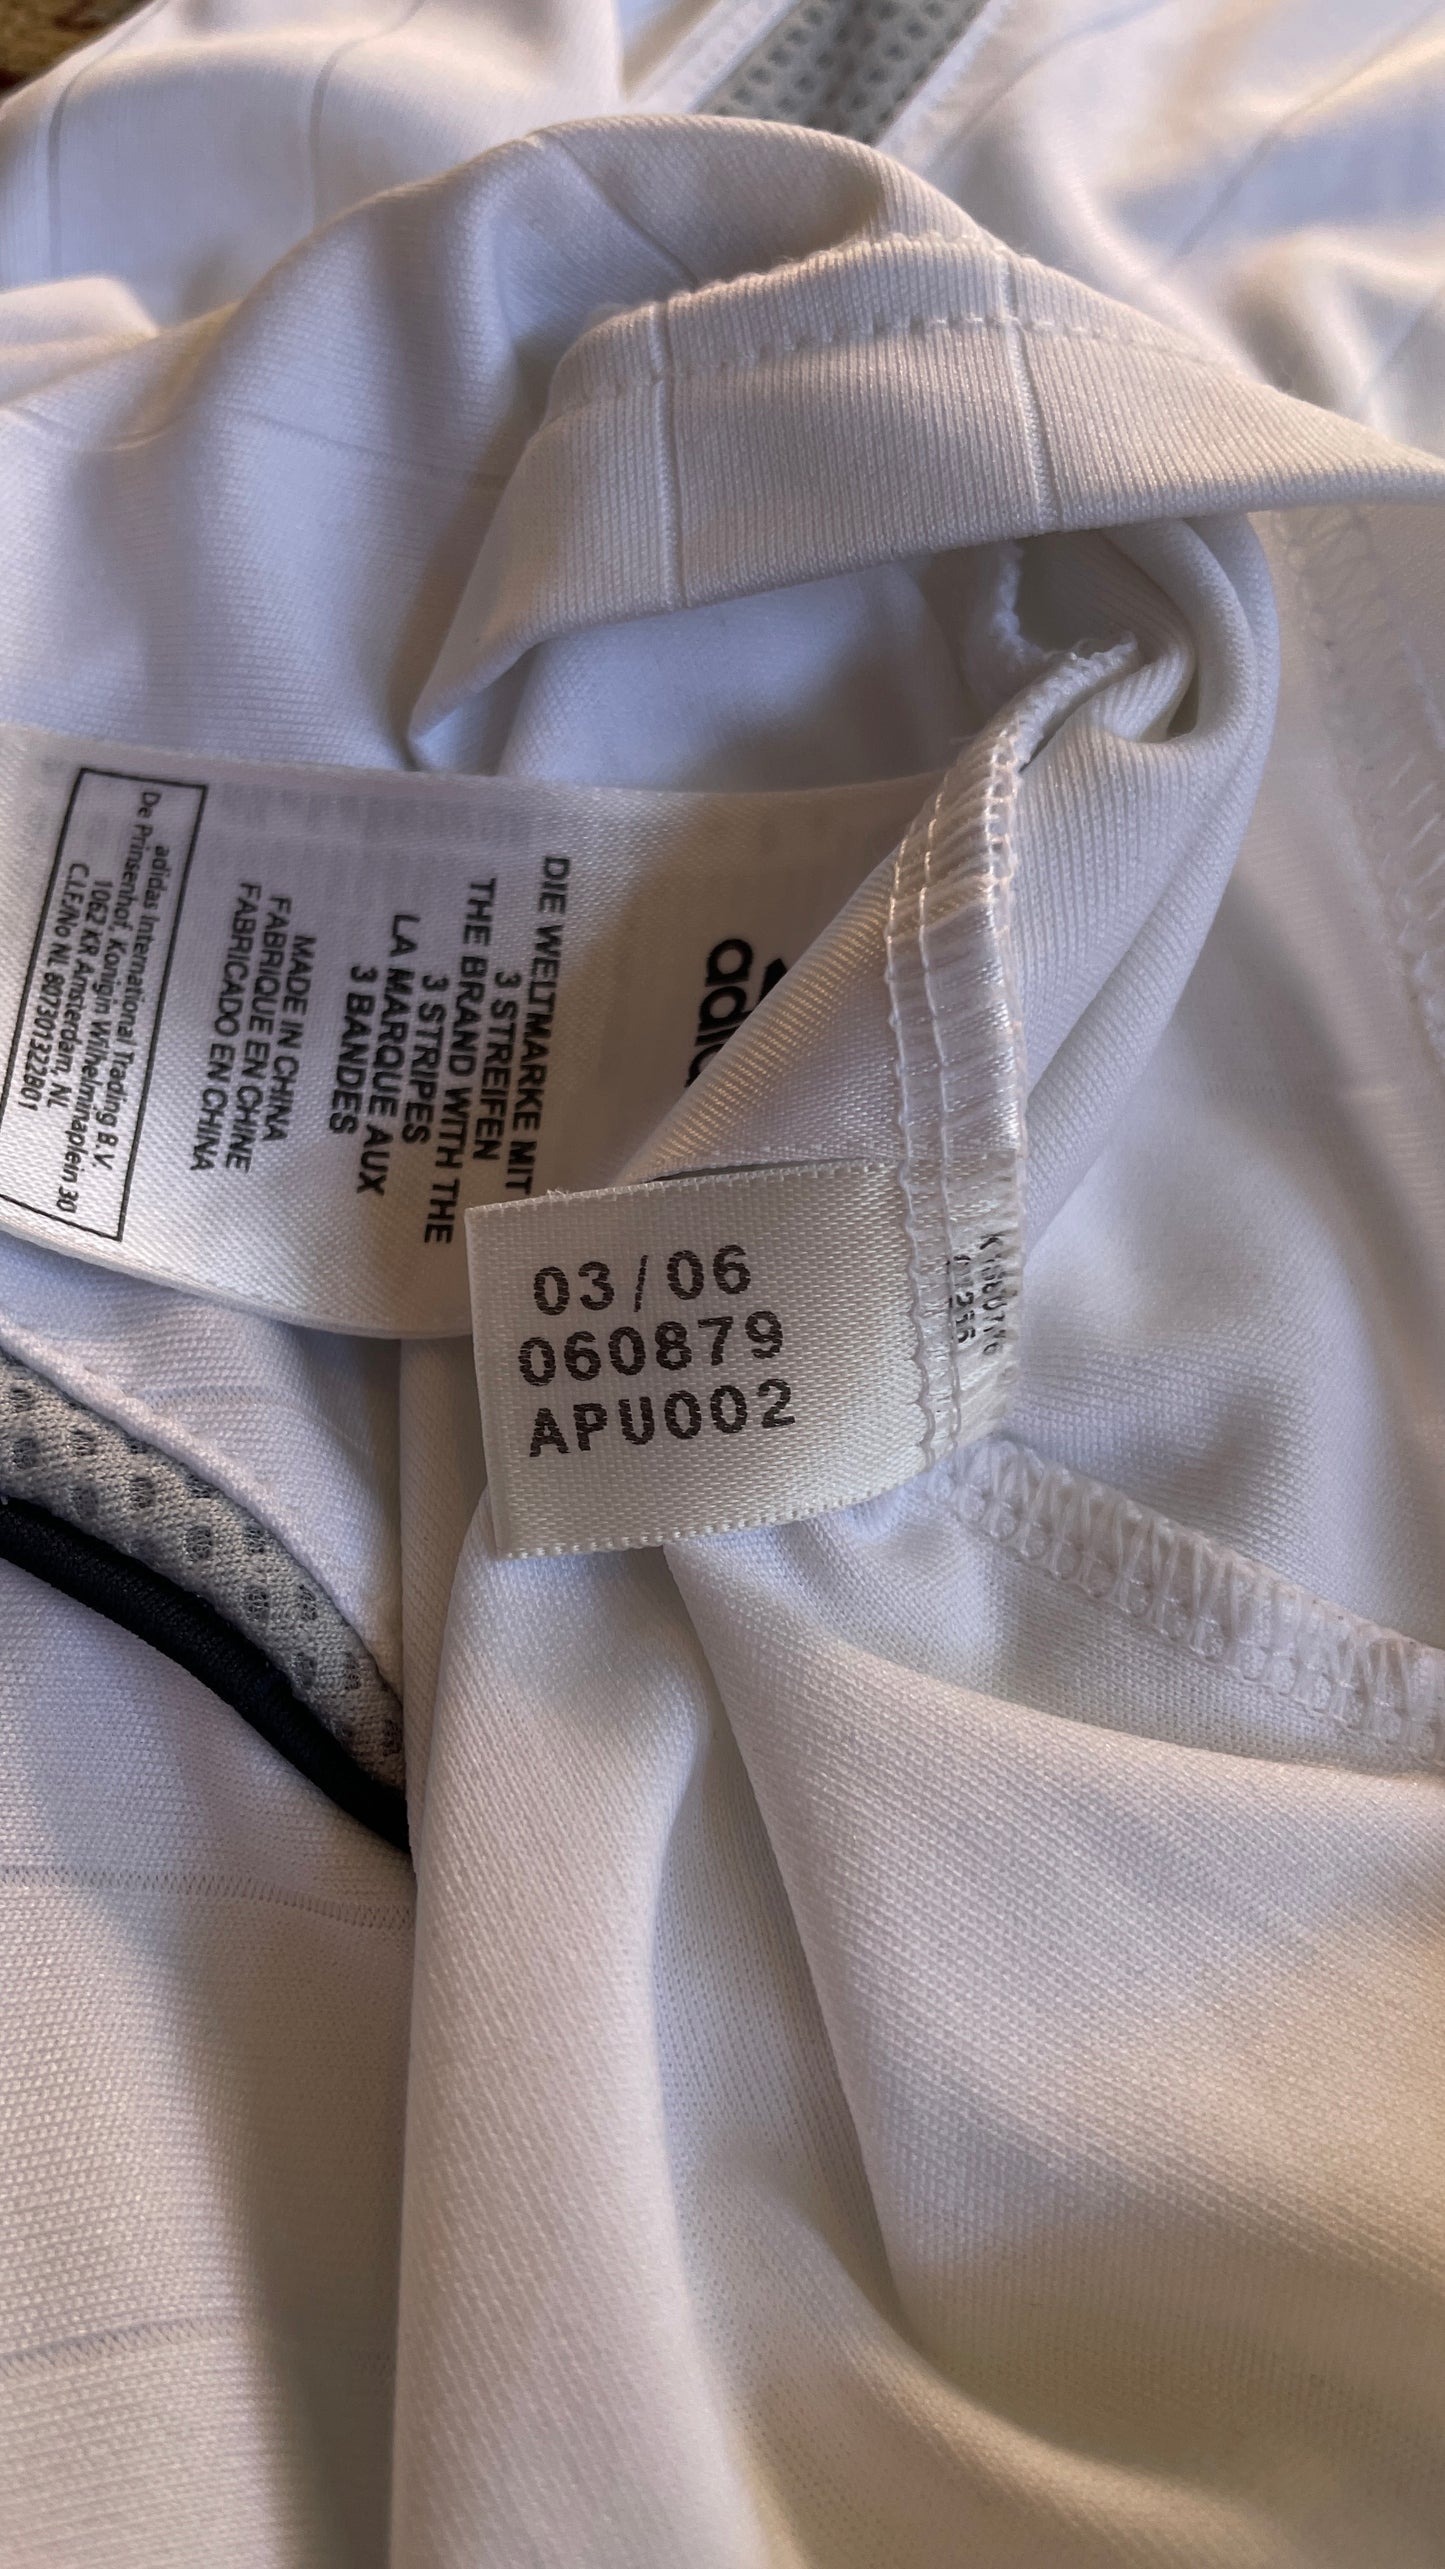 DIE WELTMARKE MIT
3 STREIFEN
THE BRAND WITH THE
3 STRIPES
LA MARQUE AUX
3 BANDES
MADE IN CHINA
FABRIQUE EN CHINE
FABRICADO EN CHINA
adidas International Trading B.V.
De Prinsenhof, Konigin Wilhelminaplein 30
1062 KR Amsterdam, NL
C.I.F./No NL 807301322B01
03/06
060879
APU002